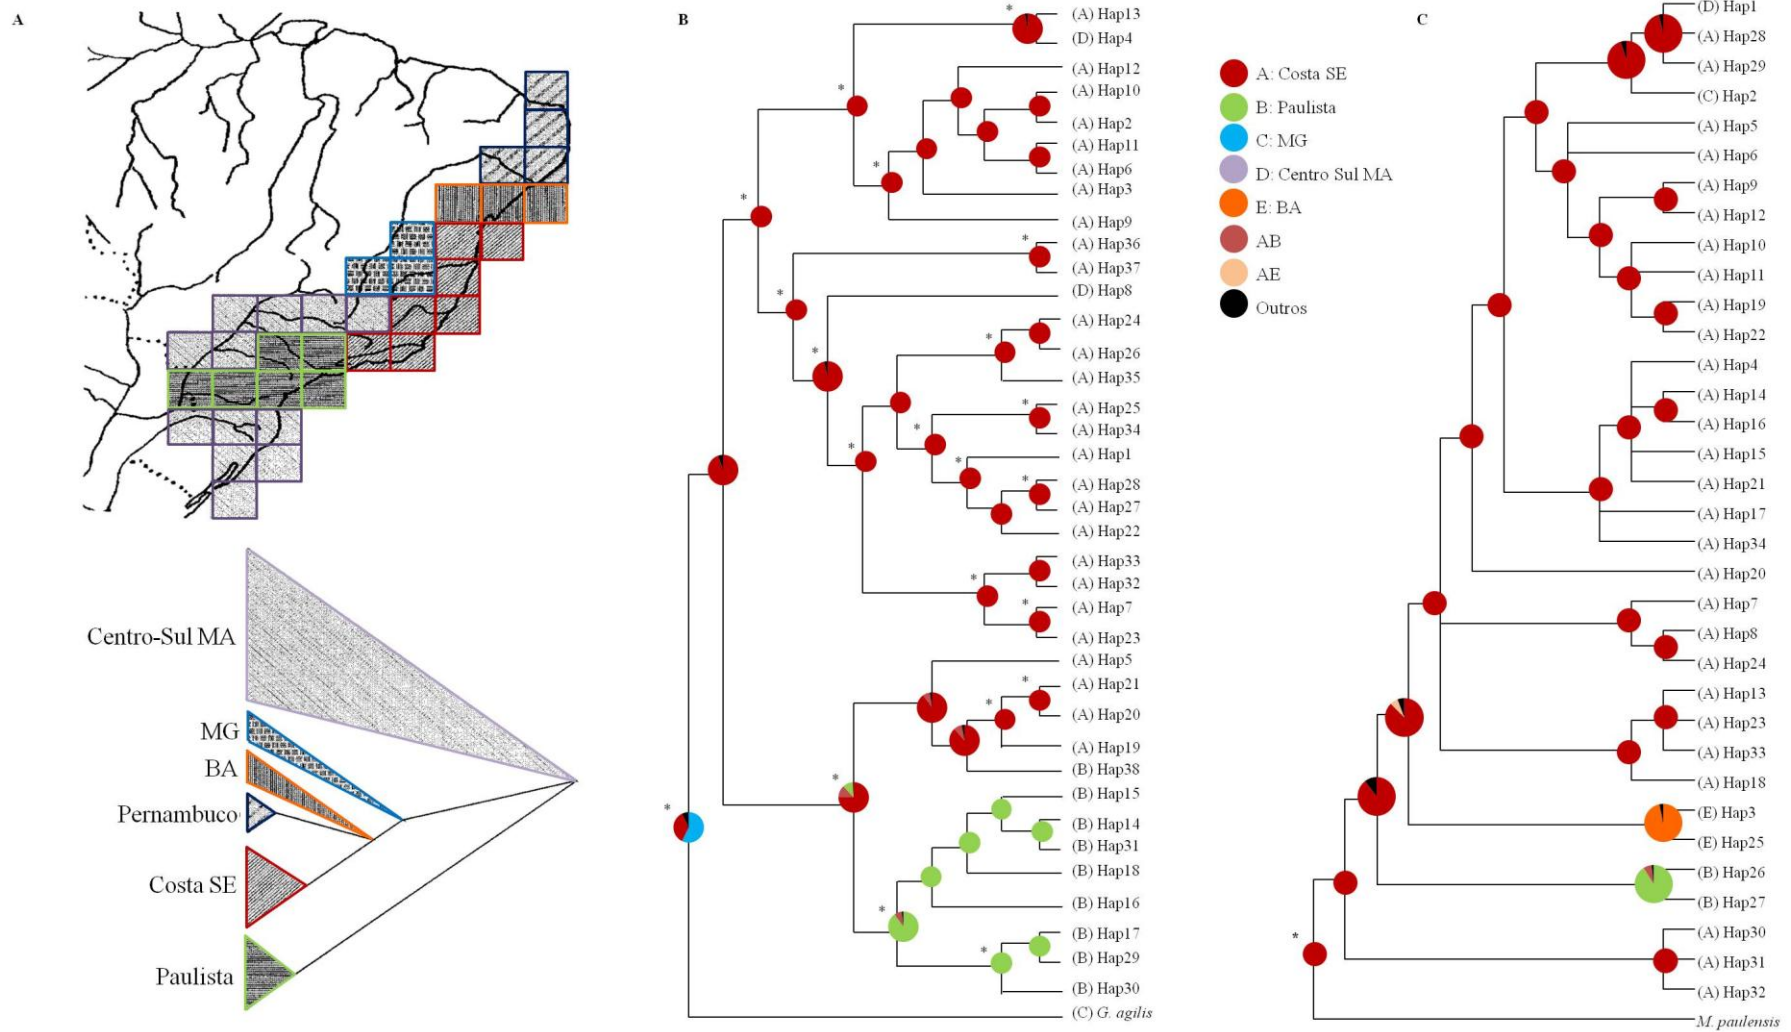 A
Centro-Sul MA
MG
BA
Pernambuco
Costa SE
Paulista
B
*
(A) Hap13
(D) Hap4
(A) Hap12
*
(A) Hap10
(A) Hap2
(A) Hap11
*
(A) Hap6
(A) Hap3
*
(A) Hap9
*
(A) Hap36
(A) Hap37
*
(D) Hap8
(A) Hap24
*
(A) Hap26
*
(A) Hap35
*
(A) Hap25
*
(A) Hap34
*
(A) Hap1
*
*
(A) Hap28
(A) Hap27
(A) Hap22
(A) Hap33
*
(A) Hap32
*
(A) Hap7
(A) Hap23
(A) Hap5
*
(A) Hap21
*
(A) Hap20
(A) Hap19
(B) Hap38
*
(B) Hap15
*
(B) Hap14
(B) Hap31
(B) Hap18
(B) Hap16
*
(B) Hap17
*
(B) Hap29
(B) Hap30
(C) G. agilis
A: Costa SE
B: Paulista
C: MG
D: Centro Sul MA
E: BA
AB
AE
Outros
C
(D) Hap1
(A) Hap28
(A) Hap29
(C) Hap2
(A) Hap5
(A) Hap6
(A) Hap9
(A) Hap12
(A) Hap10
(A) Hap11
(A) Hap19
(A) Hap22
(A) Hap4
(A) Hap14
(A) Hap16
(A) Hap15
(A) Hap21
(A) Hap17
(A) Hap34
(A) Hap20
(A) Hap7
(A) Hap8
(A) Hap24
(A) Hap13
(A) Hap23
(A) Hap33
(A) Hap18
(E) Hap3
(E) Hap25
(B) Hap26
(B) Hap27
(A) Hap30
*
(A) Hap31
(A) Hap32
M. paulensis